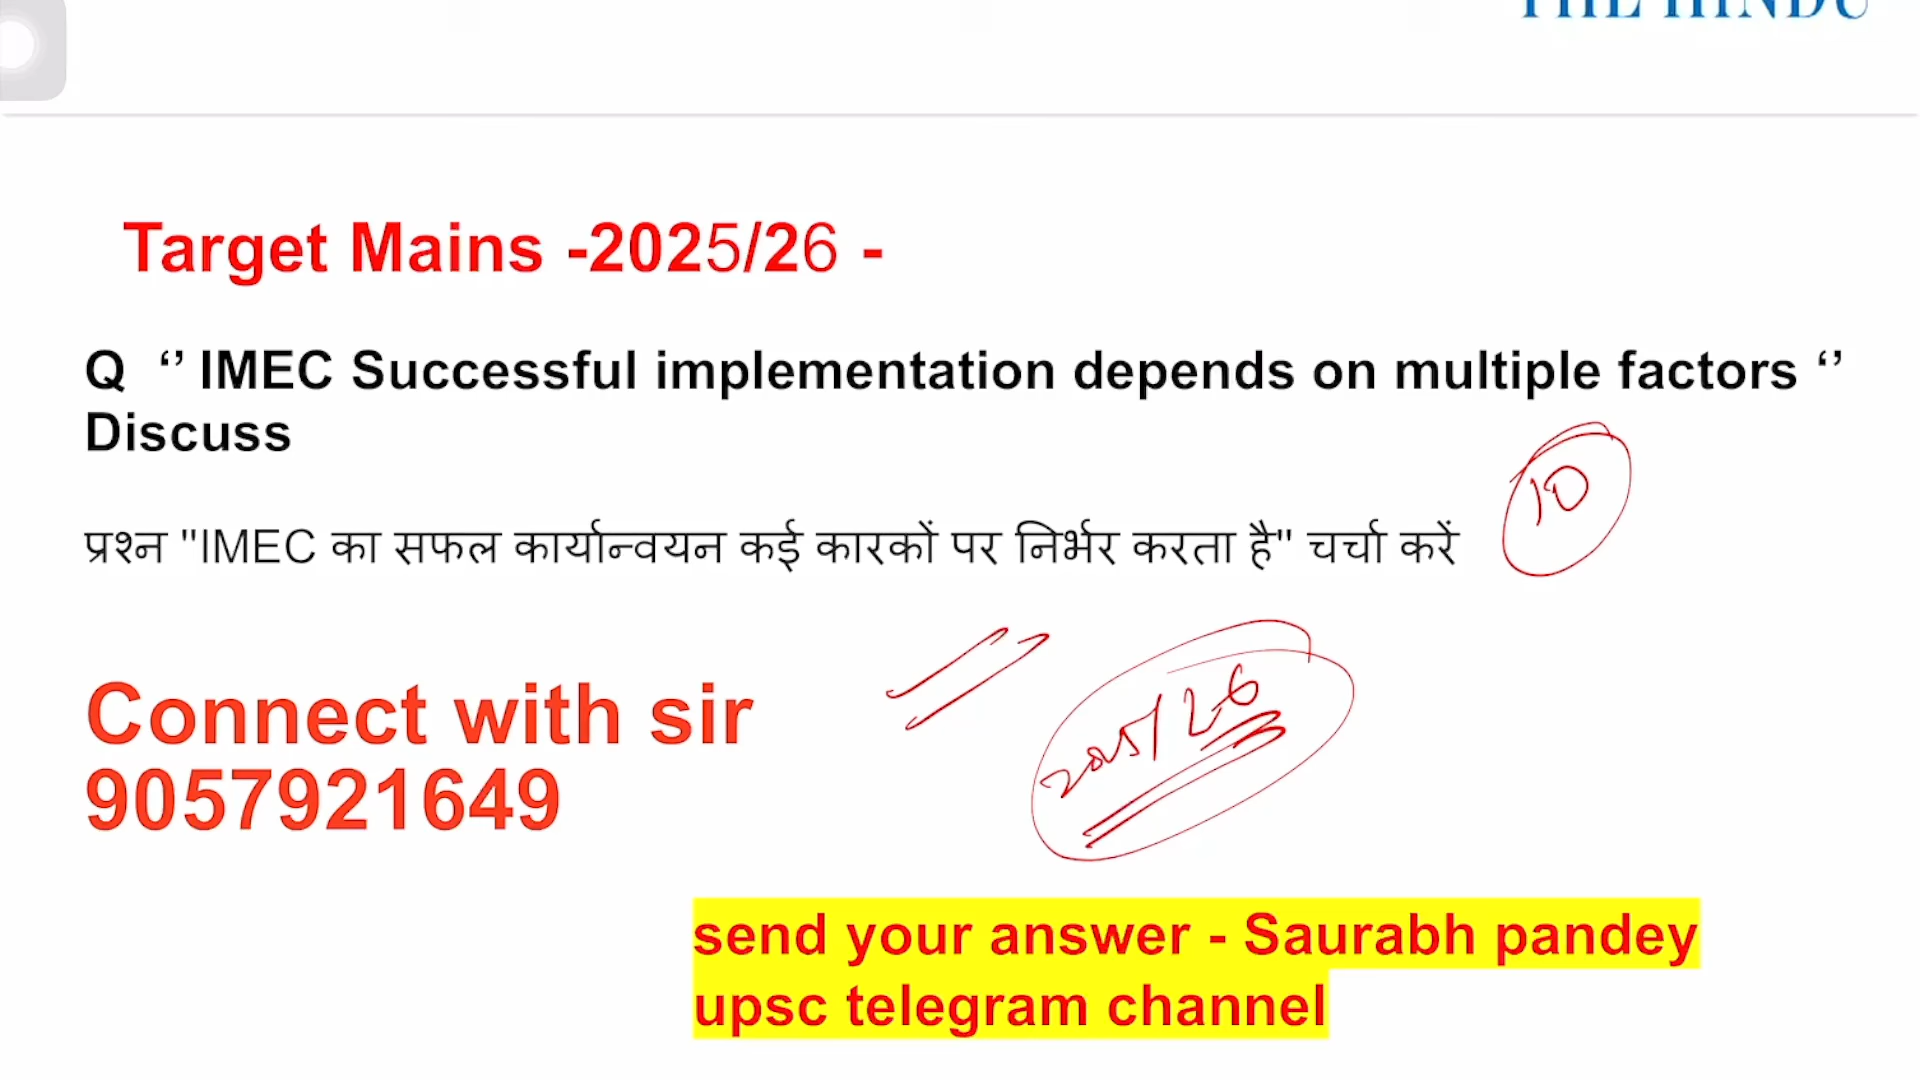 THE HINDU
Target Mains -2025/26 -
Q ‘’ IMEC Successful implementation depends on multiple factors ‘’
Discuss
10
प्रश्न "IMEC का सफल कार्यान्वयन कई कारकों पर निर्भर करता है" चर्चा करें
2025/26
Connect with sir
9057921649
send your answer - Saurabh pandey
upsc telegram channel